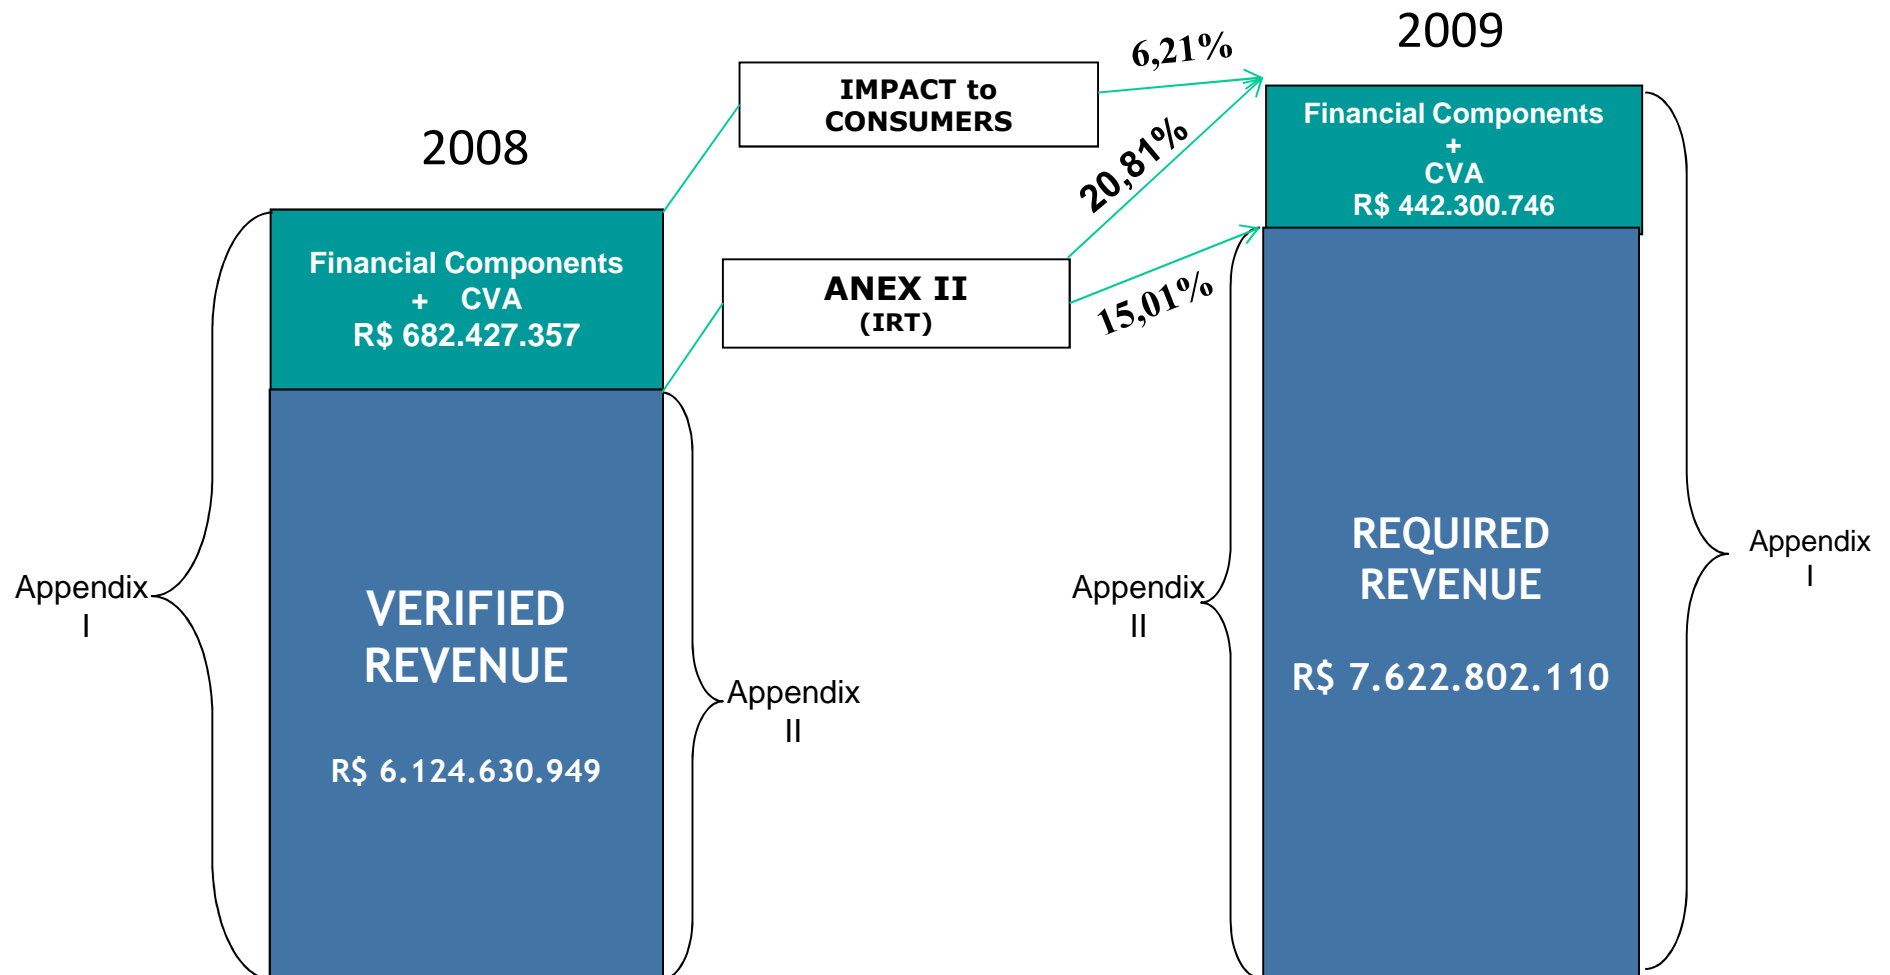 2008
Financial Components
+ CVA
R$ 682.427.357
VERIFIED
REVENUE
R$ 6.124.630.949
Appendix
I
Appendix
II
IMPACT to
CONSUMERS
6,21%
20,81%
ANEX II
(IRT)
15,01%
2009
Financial Components
+
CVA
R$ 442.300.746
REQUIRED
REVENUE
R$ 7.622.802.110
Appendix
II
Appendix
I